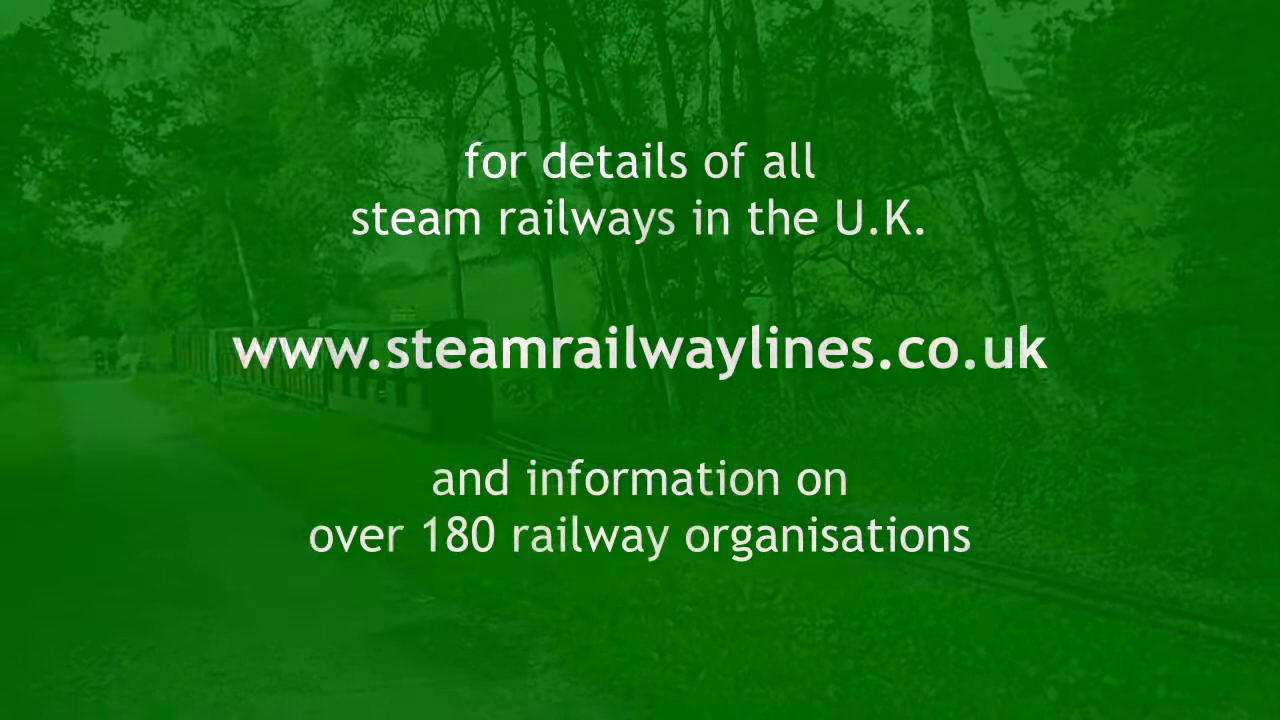 for details of all
steam railways in the U.K.
www.steamrailwaylines.co.uk
and information on
over 180 railway organisations